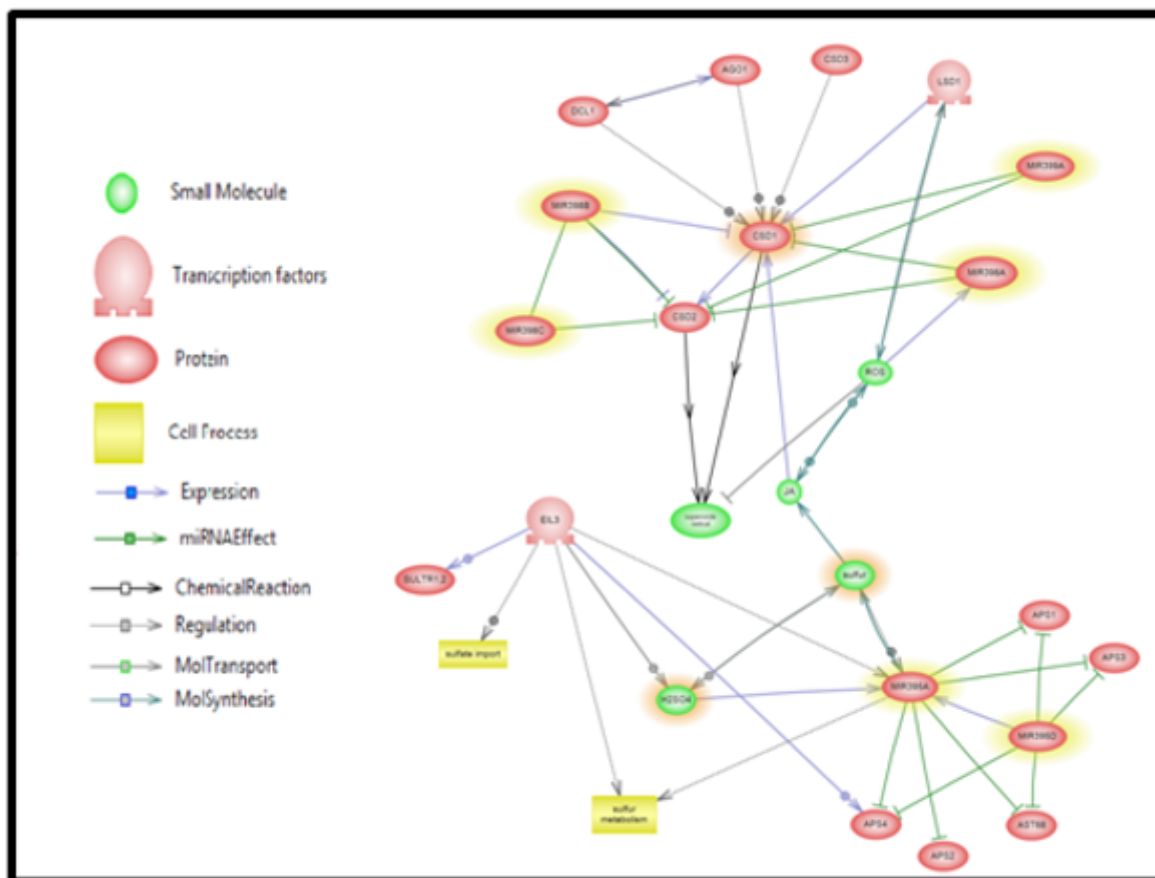 Small Molecule
Transcription factors
Protein
Cell Process
Expression
miRNAEffect
ChemicalReaction
Regulation
MolTransport
MolSynthesis
AGO1
CSD3
LSD1
DCL1
MIR398B
CSD1
MIR398A
CSD2
MIR398C
ROS
JA
EIL3
SULTR1;2
sulfate import
sulfur
H2SO4
MIR395A
APS1
APS3
MIR395D
sulfur
metabolism
APS4
APS2
AST68